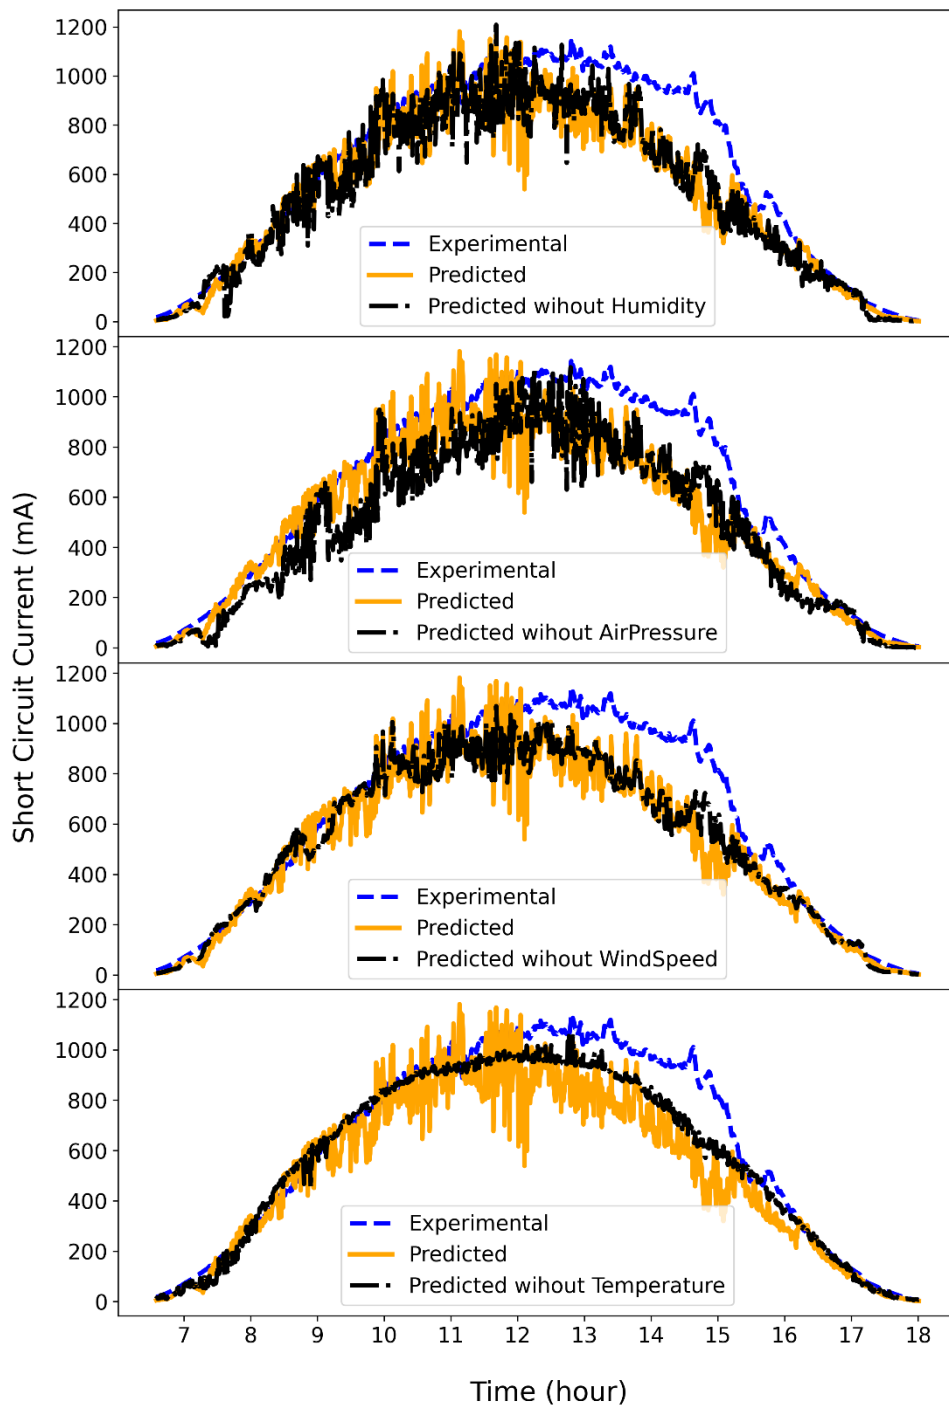 Short Circuit Current (mA)
1200
1000
800
600
400
200
0
Experimental
Predicted
Predicted wihout Humidity
1200
1000
800
600
400
200
0
Experimental
Predicted
Predicted wihout AirPressure
1200
1000
800
600
400
200
0
Experimental
Predicted
Predicted wihout WindSpeed
1200
1000
800
600
400
200
0
Experimental
Predicted
Predicted wihout Temperature
7 8 9 10 11 12 13 14 15 16 17 18
Time (hour)